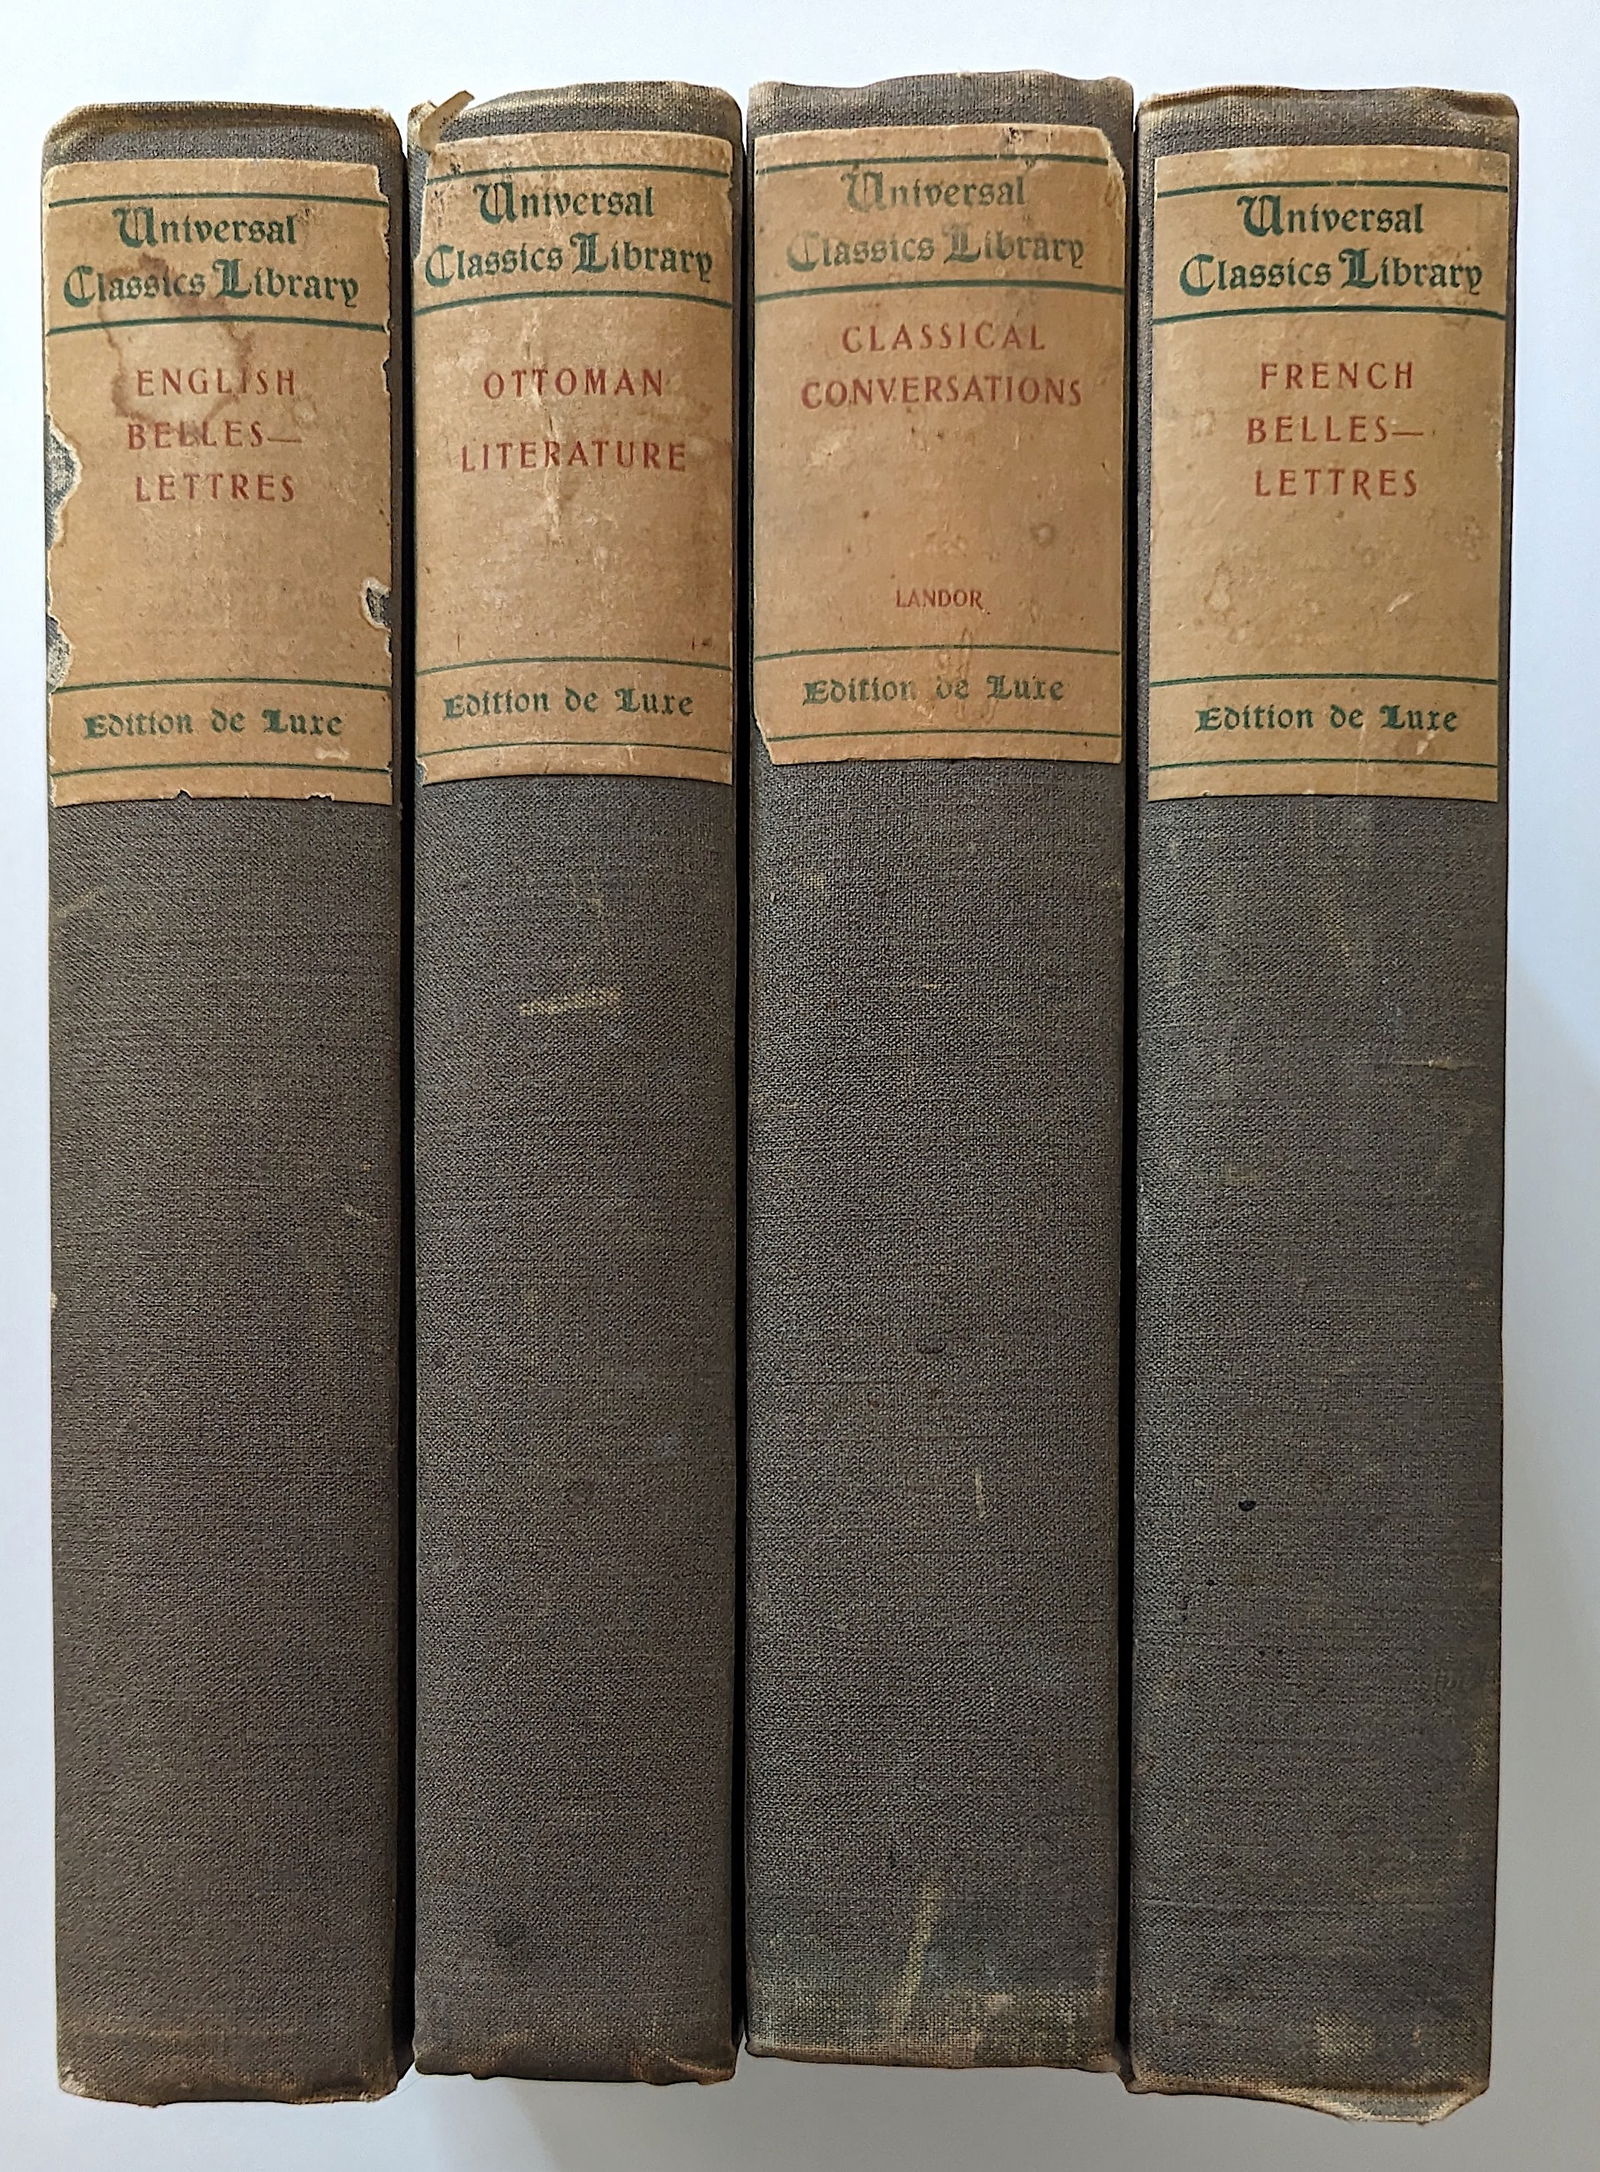 Universal
Classics Library
ENGLISH
BELLES—
LETTRES
Edition de Luxe
Universal
Classics Library
OTTOMAN
LITERATURE
Edition de Luxe
Universal
Classics Library
CLASSICAL
CONVERSATIONS
LANDOR
Edition de Luxe
Universal
Classics Library
FRENCH
BELLES—
LETTRES
Edition de Luxe